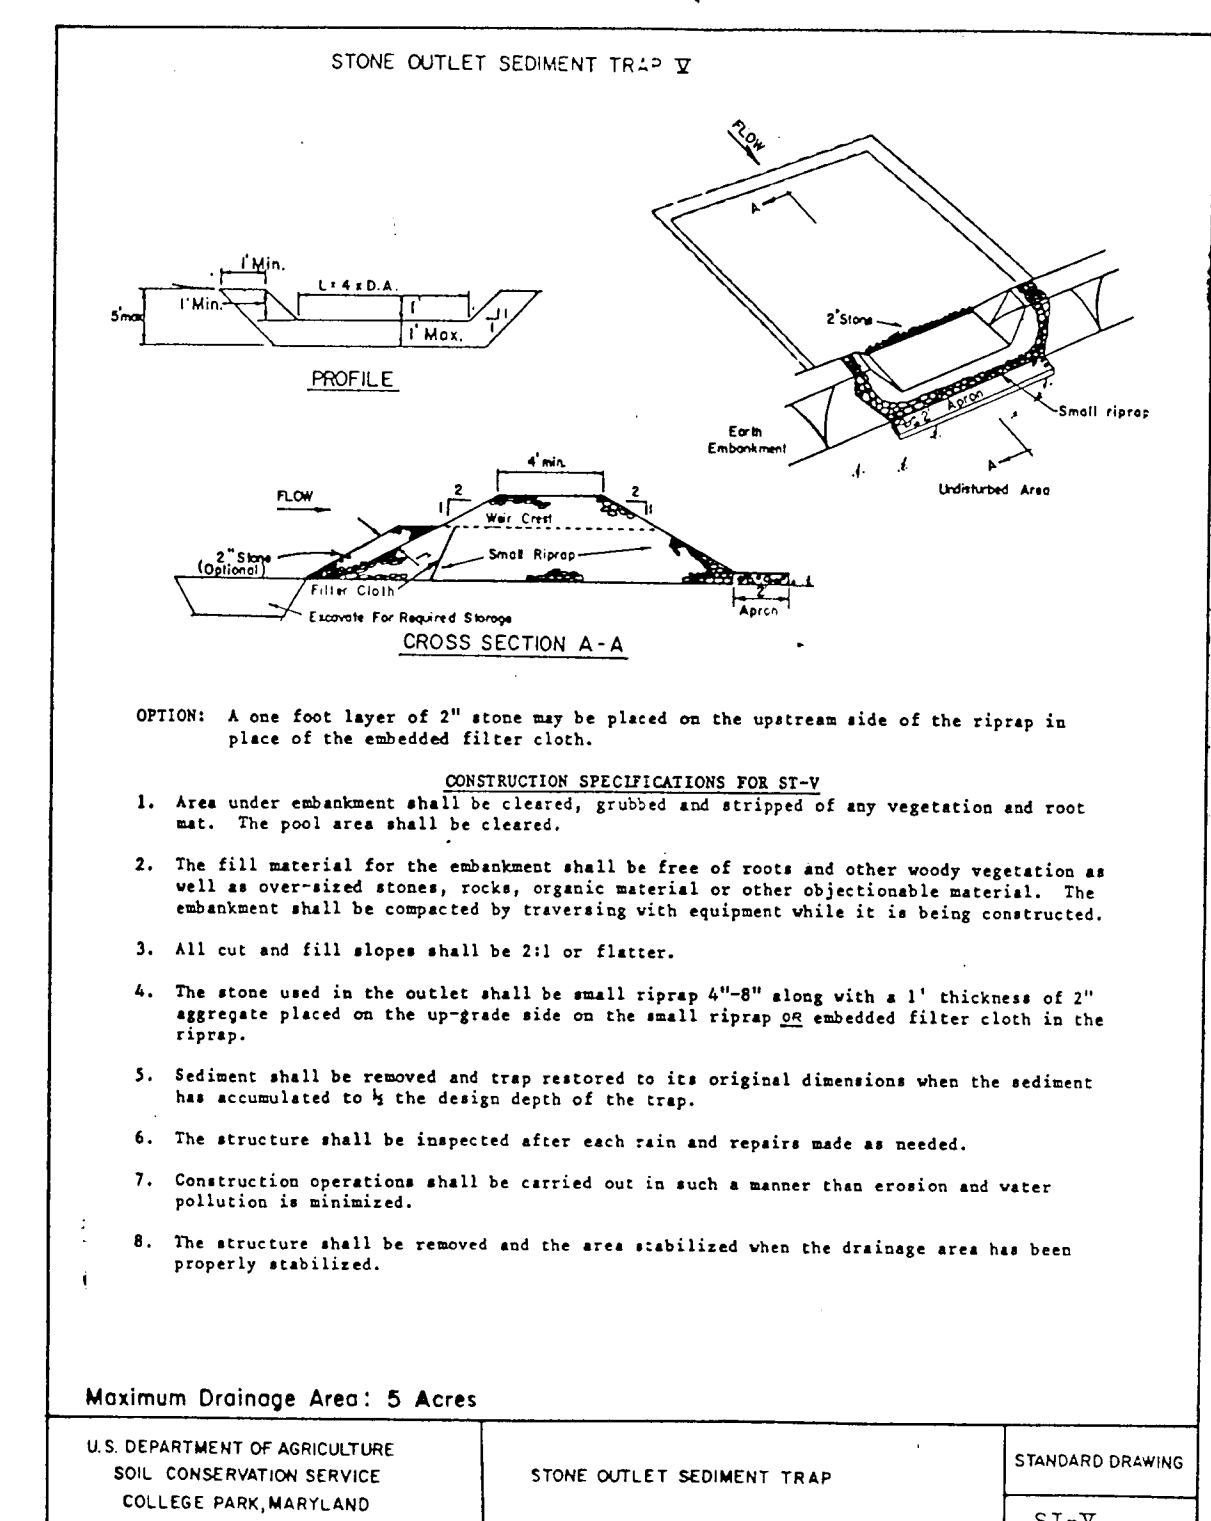 STONE OUTLET SEDIMENT TRAP V
FLOW
A
2" Stone
Apron
2'
Small riprap
Earth
Embankment
A
Undisturbed Area
1' Min.
L = 4 x D.A.
1' Min.
1'
5' max
1' Max.
1
1
PROFILE
4' min.
FLOW
2
1
2
1
Weir Crest
2" Stone
(Optional)
Small Riprap
1'
Filter Cloth
2'
Apron
Excavate For Required Storage
CROSS SECTION A-A
OPTION: A one foot layer of 2" stone may be placed on the upstream side of the riprap in
place of the embedded filter cloth.
CONSTRUCTION SPECIFICATIONS FOR ST-V
1. Area under embankment shall be cleared, grubbed and stripped of any vegetation and root
mat. The pool area shall be cleared.
2. The fill material for the embankment shall be free of roots and other woody vegetation as
well as over-sized stones, rocks, organic material or other objectionable material. The
embankment shall be compacted by traversing with equipment while it is being constructed.
3. All cut and fill slopes shall be 2:1 or flatter.
4. The stone used in the outlet shall be small riprap 4"-8" along with a 1' thickness of 2"
aggregate placed on the up-grade side on the small riprap OR embedded filter cloth in the
riprap.
5. Sediment shall be removed and trap restored to its original dimensions when the sediment
has accumulated to ½ the design depth of the trap.
6. The structure shall be inspected after each rain and repairs made as needed.
7. Construction operations shall be carried out in such a manner than erosion and water
pollution is minimized.
8. The structure shall be removed and the area stabilized when the drainage area has been
properly stabilized.
Maximum Drainage Area: 5 Acres
U.S. DEPARTMENT OF AGRICULTURE
SOIL CONSERVATION SERVICE
COLLEGE PARK, MARYLAND
STONE OUTLET SEDIMENT TRAP
STANDARD DRAWING
ST-V